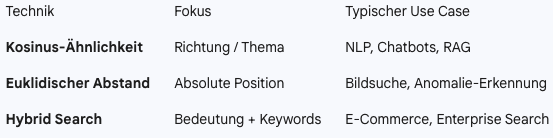 Technik Fokus Typischer Use Case
Kosinus-Ähnlichkeit Richtung / Thema NLP, Chatbots, RAG
Euklidischer Abstand Absolute Position Bildsuche, Anomalie-Erkennung
Hybrid Search Bedeutung + Keywords E-Commerce, Enterprise Search